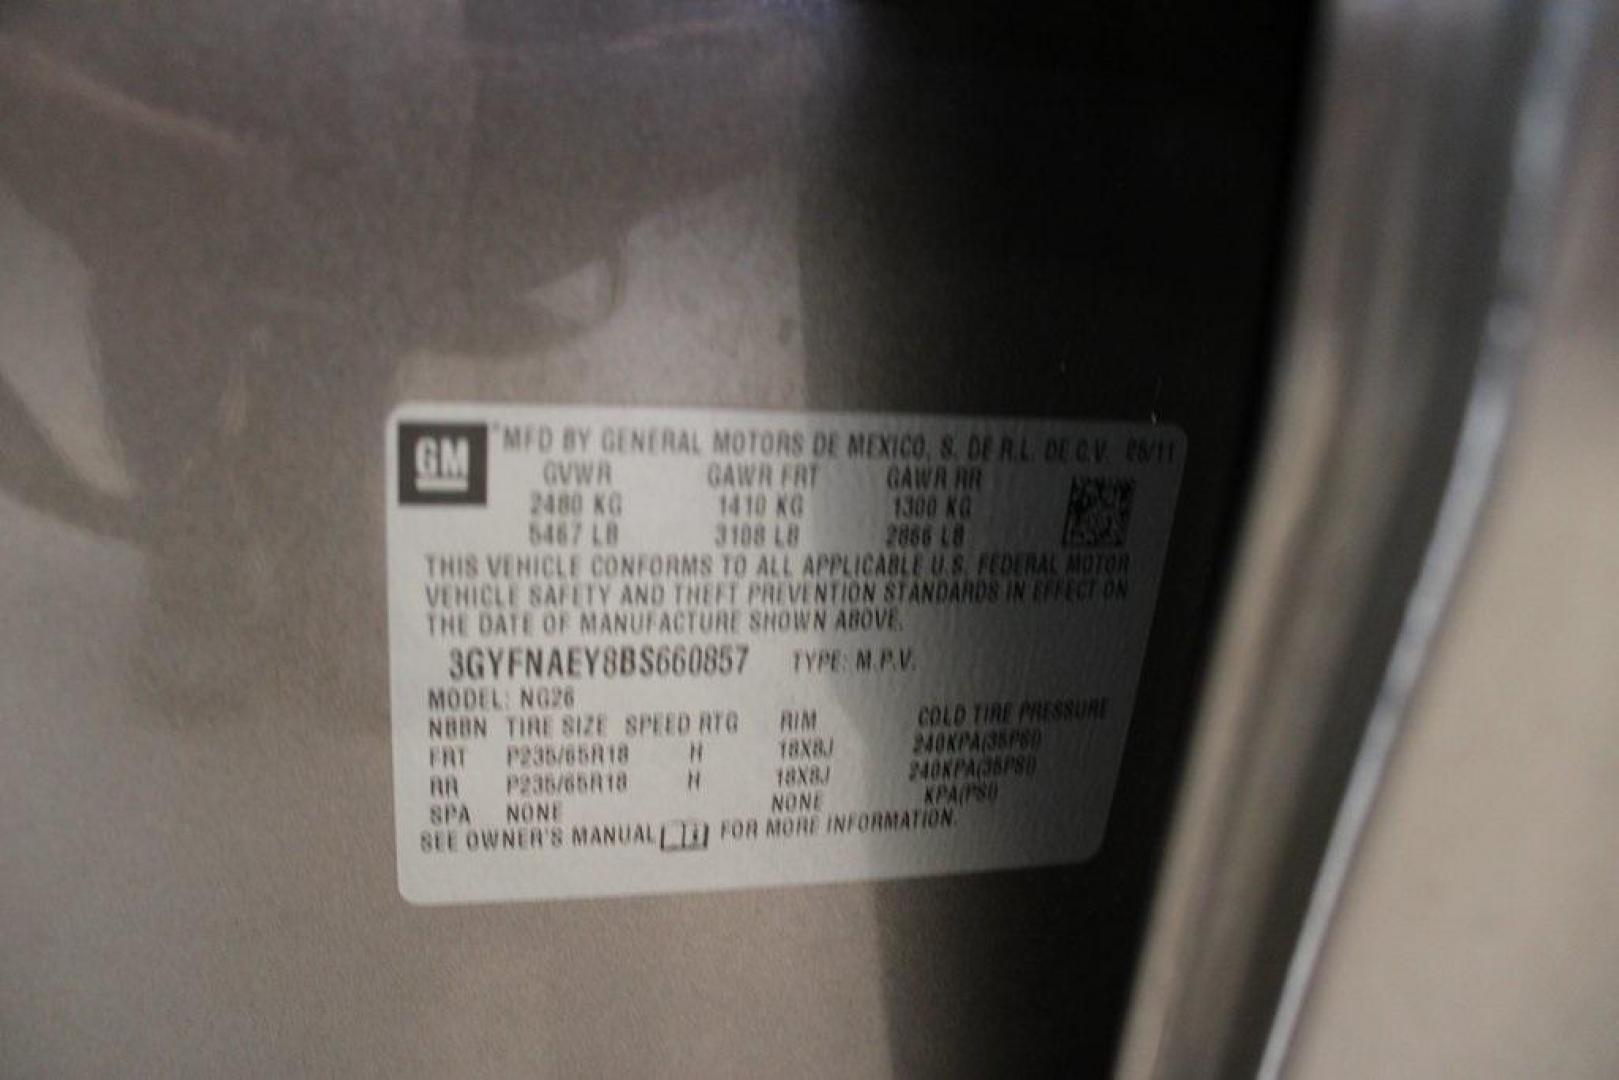 GM
MFD BY GENERAL MOTORS DE MEXICO, S. DE R.L. DE C.V. 05/11
GVWR GAWR FRT GAWR RR
2480 KG 1410 KG 1300 KG
5467 LB 3108 LB 2866 LB
THIS VEHICLE CONFORMS TO ALL APPLICABLE U.S. FEDERAL MOTOR
VEHICLE SAFETY AND THEFT PREVENTION STANDARDS IN EFFECT ON
THE DATE OF MANUFACTURE SHOWN ABOVE.
3GYFNAEY8BS660857 TYPE: M.P.V.
MODEL: NG26
NBBN TIRE SIZE SPEED RTG RIM COLD TIRE PRESSURE
FRT P235/65R18 H 18X8J 240KPA(35PSI)
RR P235/65R18 H 18X8J 240KPA(35PSI)
SPA NONE NONE KPA(PSI)
SEE OWNER'S MANUAL FOR MORE INFORMATION.